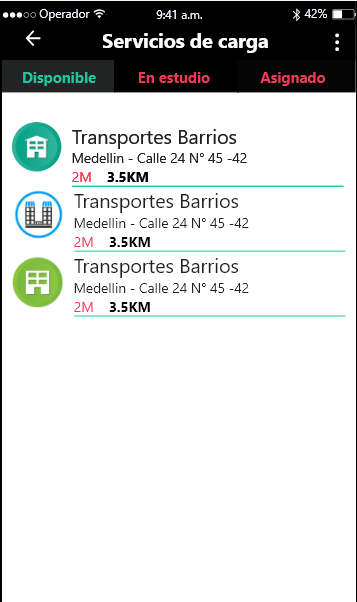 Operador 9:41 a.m. 42%
Servicios de carga
Disponible En estudio Asignado
Transportes Barrios
Medellin - Calle 24 N° 45 -42
2M 3.5KM
Transportes Barrios
Medellin - Calle 24 N° 45 -42
2M 3.5KM
Transportes Barrios
Medellin - Calle 24 N° 45 -42
2M 3.5KM